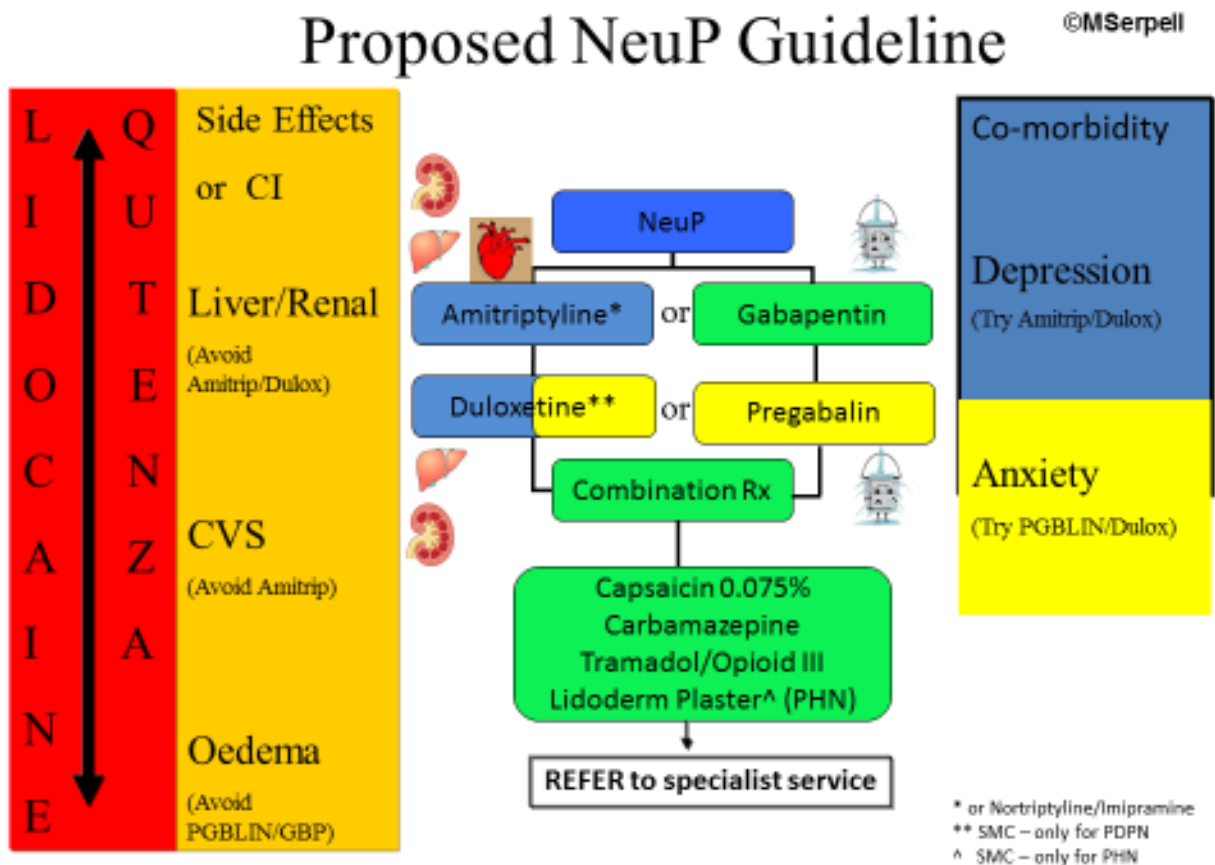 Proposed NeuP Guideline
©MSerpell
LIDOCAINE
QUTENZA
Side Effects
or CI
Liver/Renal
(Avoid
Amitrip/Dulox)
CVS
(Avoid Amitrip)
Oedema
(Avoid
PGBLIN/GBP)
NeuP
Amitriptyline*
or
Gabapentin
Duloxetine**
or
Pregabalin
Combination Rx
Capsaicin 0.075%
Carbamazepine
Tramadol/Opioid III
Lidoderm Plaster^ (PHN)
REFER to specialist service
Co-morbidity
Depression
(Try Amitrip/Dulox)
Anxiety
(Try PGBLIN/Dulox)
* or Nortriptyline/Imipramine
** SMC – only for PDPN
^ SMC – only for PHN